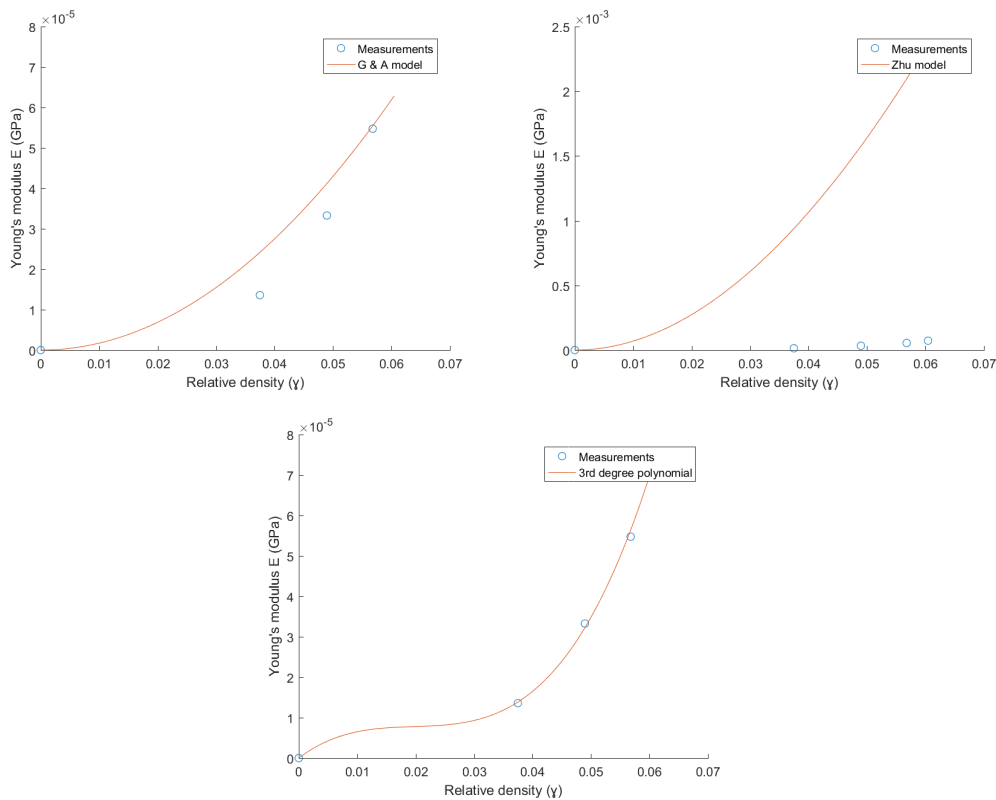 ×10-5
8
7
6
5
4
3
2
1
0
Young's modulus E (GPa)
Measurements
G & A model
0 0.01 0.02 0.03 0.04 0.05 0.06 0.07
Relative density (ɣ)
×10-3
2.5
2
1.5
1
0.5
0
Young's modulus E (GPa)
Measurements
Zhu model
0 0.01 0.02 0.03 0.04 0.05 0.06 0.07
Relative density (ɣ)
×10-5
8
7
6
5
4
3
2
1
0
Young's modulus E (GPa)
Measurements
3rd degree polynomial
0 0.01 0.02 0.03 0.04 0.05 0.06 0.07
Relative density (ɣ)